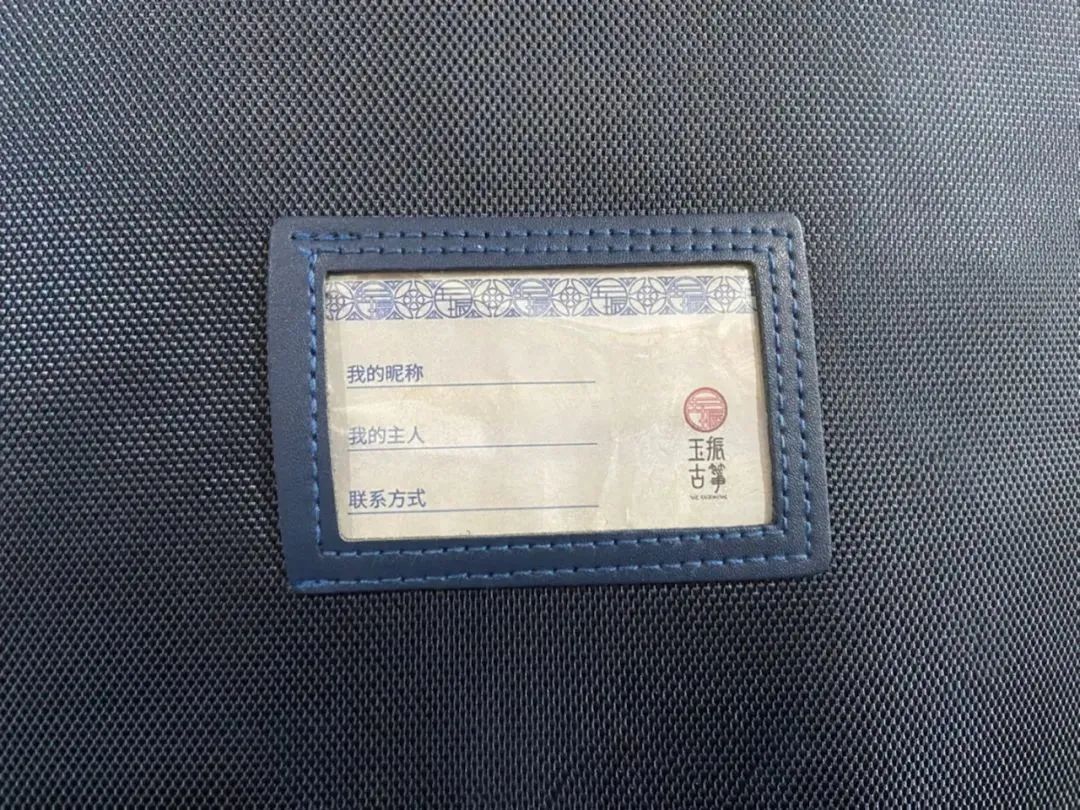 我的昵称
我的主人
联系方式
玉振
古筝